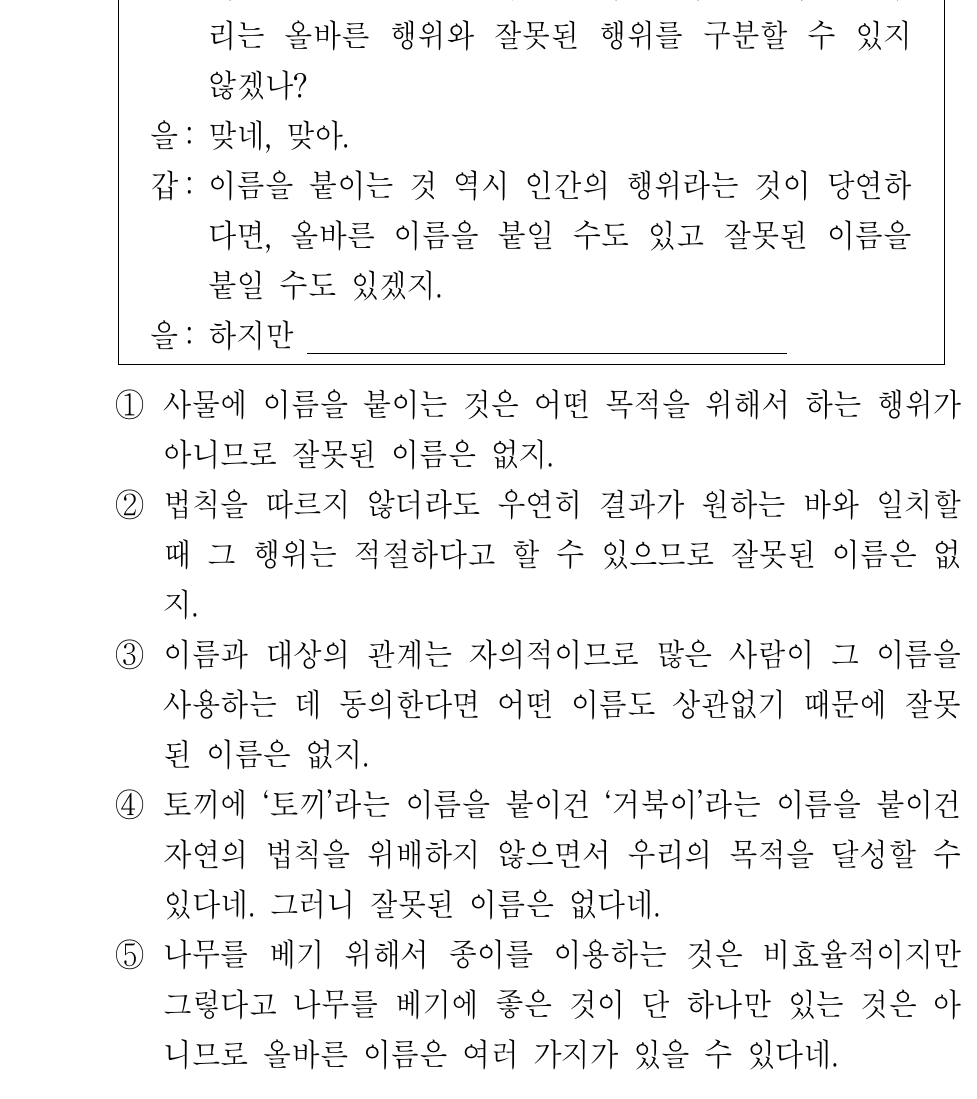 리는 올바른 행위와 잘못된 행위를 구분할 수 있지
않겠나?
을: 맞네, 맞아.
갑: 이름을 붙이는 것 역시 인간의 행위라는 것이 당연하
다면, 올바른 이름을 붙일 수도 있고 잘못된 이름을
붙일 수도 있겠지.
을: 하지만
① 사물에 이름을 붙이는 것은 어떤 목적을 위해서 하는 행위가
아니므로 잘못된 이름은 없지.
② 법칙을 따르지 않더라도 우연히 결과가 원하는 바와 일치할
때 그 행위는 적절하다고 할 수 있으므로 잘못된 이름은 없
지.
③ 이름과 대상의 관계는 자의적이므로 많은 사람이 그 이름을
사용하는 데 동의한다면 어떤 이름도 상관없기 때문에 잘못
된 이름은 없지.
④ 토끼에 ‘토끼’라는 이름을 붙이건 ‘거북이’라는 이름을 붙이건
자연의 법칙을 위배하지 않으면서 우리의 목적을 달성할 수
있다네. 그러니 잘못된 이름은 없다네.
⑤ 나무를 베기 위해서 종이를 이용하는 것은 비효율적이지만
그렇다고 나무를 베기에 좋은 것이 단 하나만 있는 것은 아
니므로 올바른 이름은 여러 가지가 있을 수 있다네.